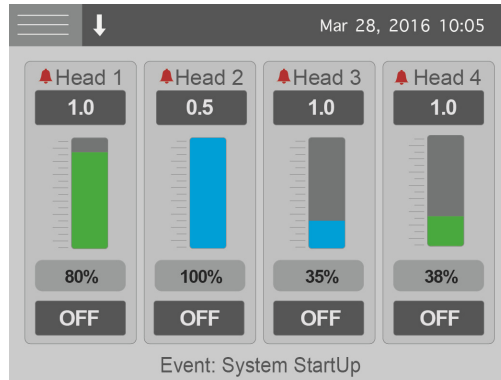 Mar 28, 2016 10:05
Head 1 Head 2 Head 3 Head 4
1.0 0.5 1.0 1.0
80% 100% 35% 38%
OFF OFF OFF OFF
Event: System StartUp